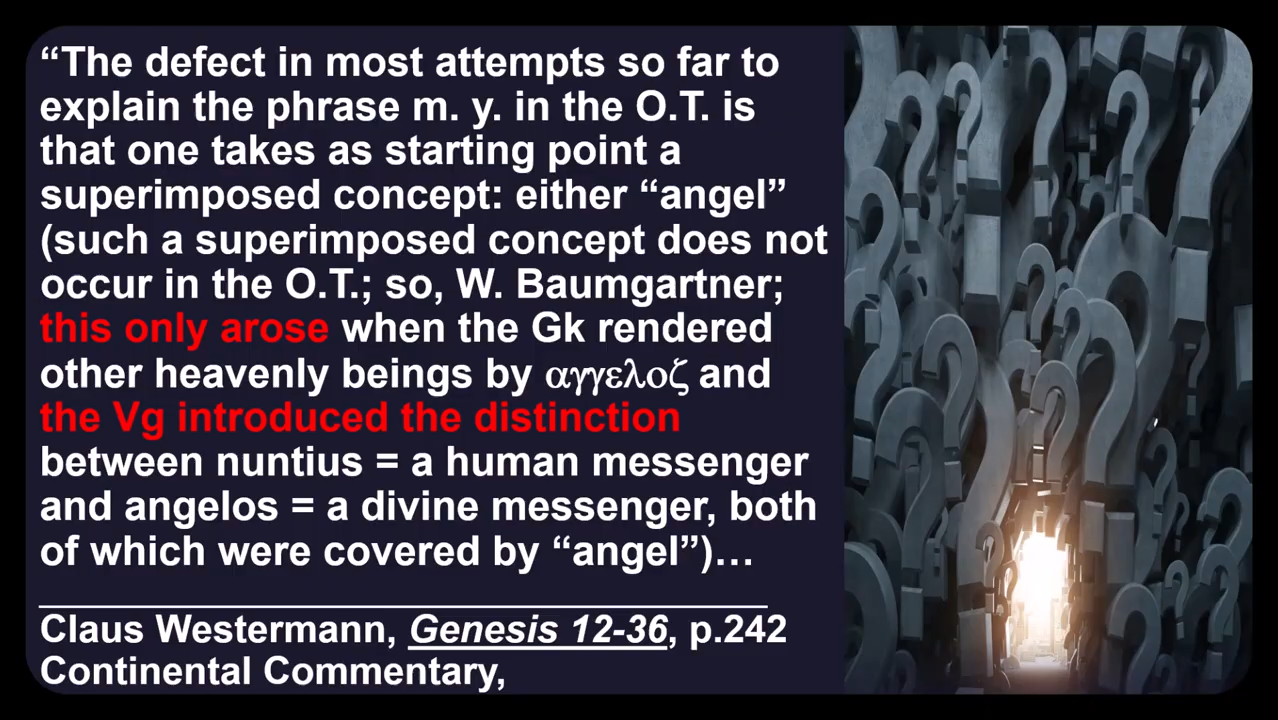 “The defect in most attempts so far to
explain the phrase m. y. in the O.T. is
that one takes as starting point a
superimposed concept: either “angel”
(such a superimposed concept does not
occur in the O.T.; so, W. Baumgartner;
this only arose when the Gk rendered
other heavenly beings by αγγελοζ and
the Vg introduced the distinction
between nuntius = a human messenger
and angelos = a divine messenger, both
of which were covered by “angel”)…
Claus Westermann, Genesis 12-36, p.242
Continental Commentary,